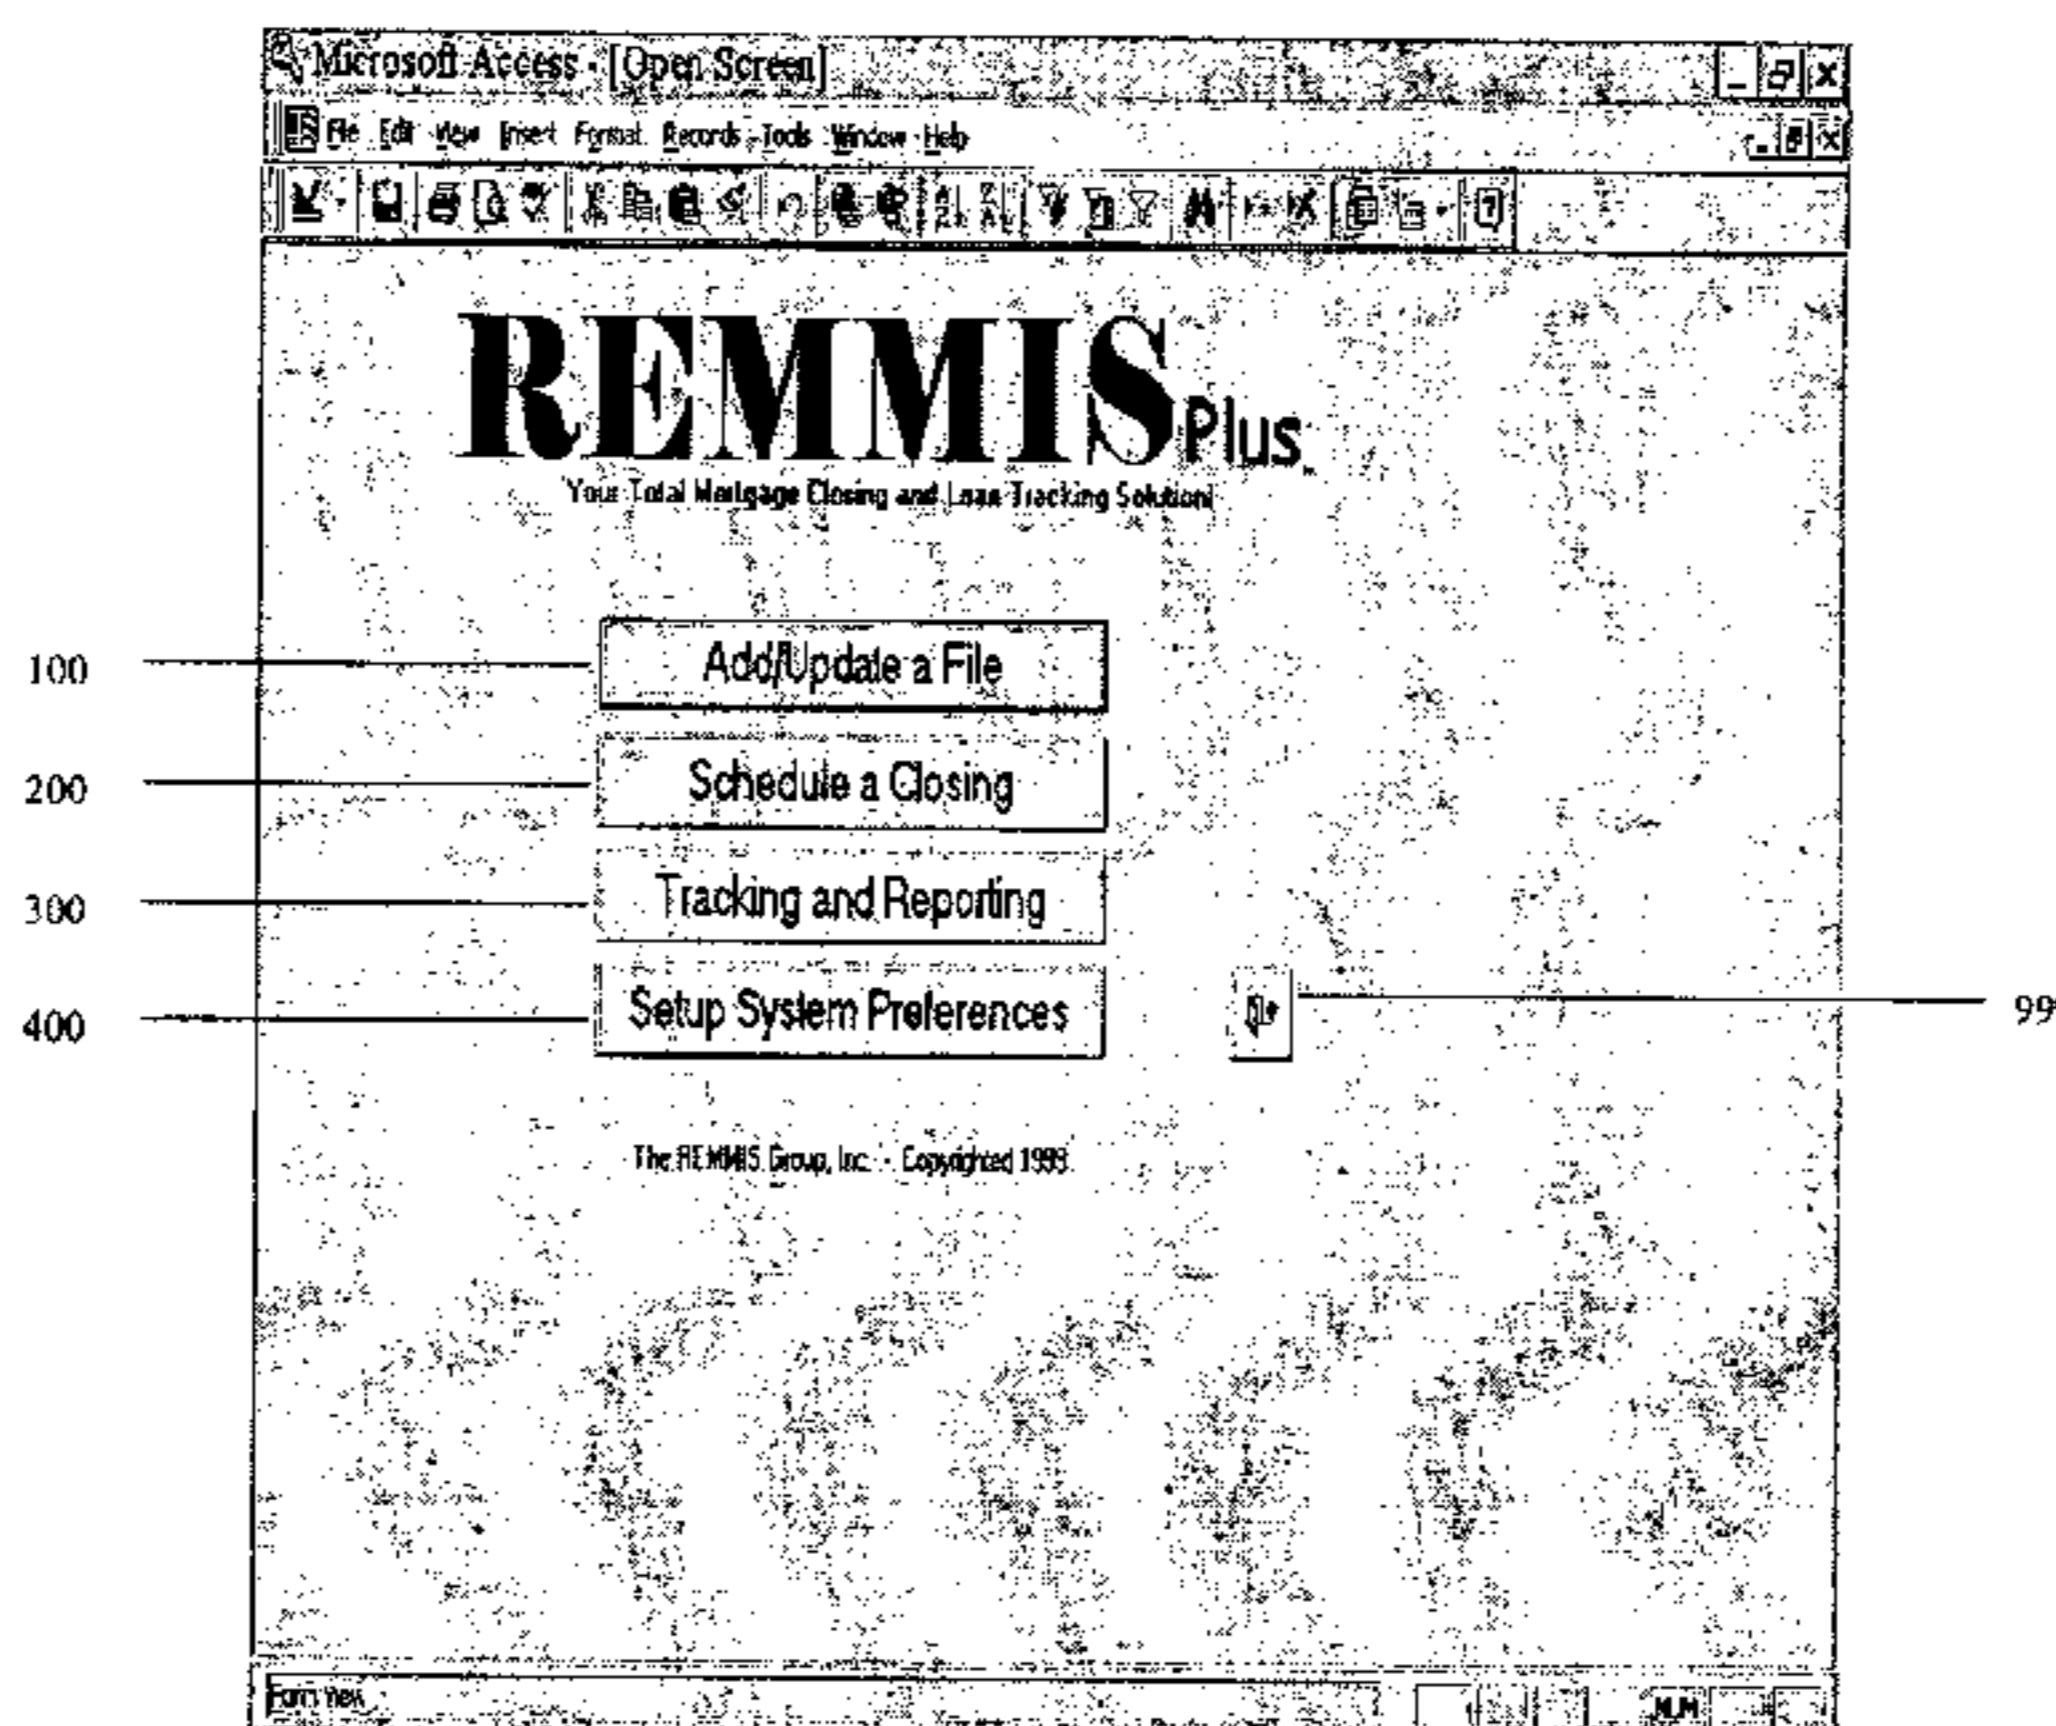 Microsoft Access - [Open Screen]
File Edit View Insert Format Records Tools Window Help
REMMIS Plus
Your Total Mortgage Closing and Loan Tracking Solution!
100 Add/Update a File
200 Schedule a Closing
300 Tracking and Reporting
400 Setup System Preferences 99
The REMMIS Group, Inc. - Copyrighted
Form View NUM